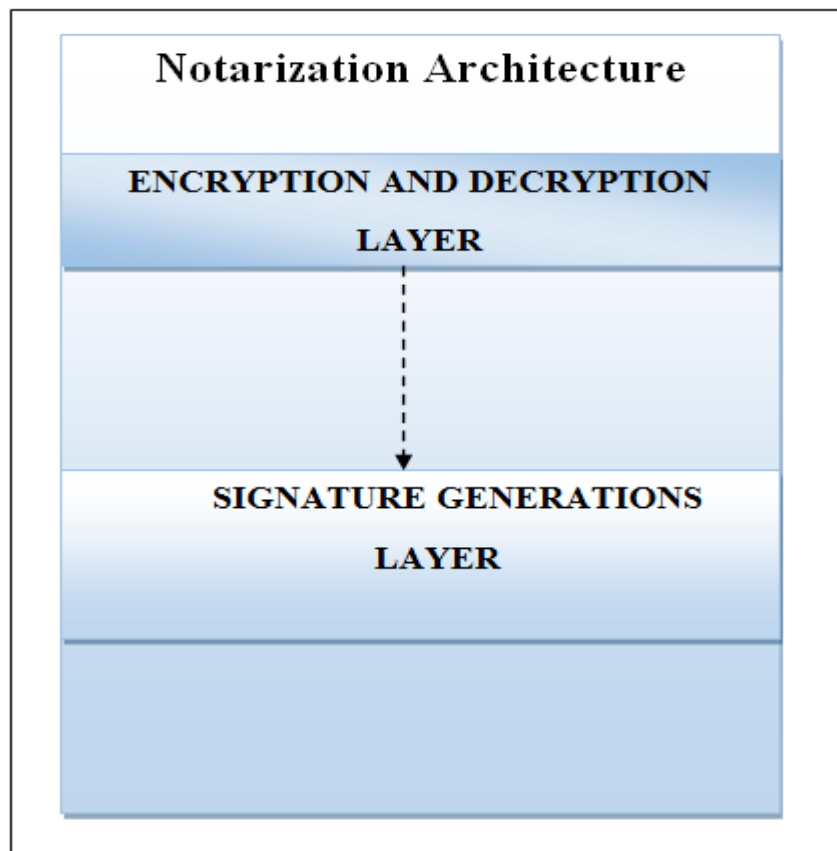 Notarization Architecture
ENCRYPTION AND DECRYPTION
LAYER
SIGNATURE GENERATIONS
LAYER